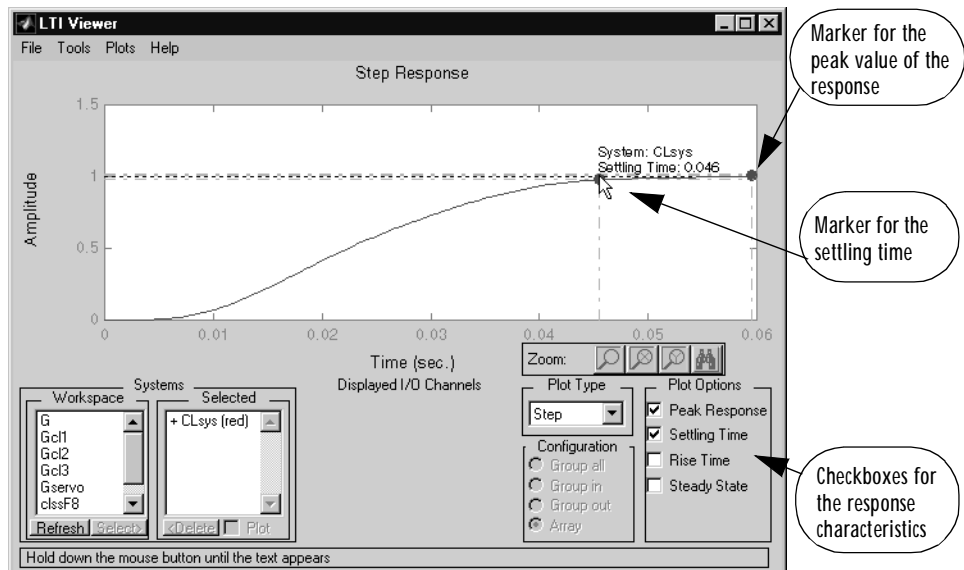 LTI Viewer
File Tools Plots Help
Step Response
Amplitude
1.5
1
0.5
0
System: CLsys
Settling Time: 0.046
0 0.01 0.02 0.03 0.04 0.05 0.06
Time (sec.)
Zoom:
Displayed I/O Channels
Systems
Workspace
G
Gcl1
Gcl2
Gcl3
Gservo
clssF8
Refresh Select>
Selected
+ CLsys (red)
<Delete Plot
Plot Type
Step
Configuration
Group all
Group in
Group out
Array
Plot Options
Peak Response
Settling Time
Rise Time
Steady State
Hold down the mouse button until the text appears
Marker for the
peak value of the
response
Marker for the
settling time
Checkboxes for
the response
characteristics